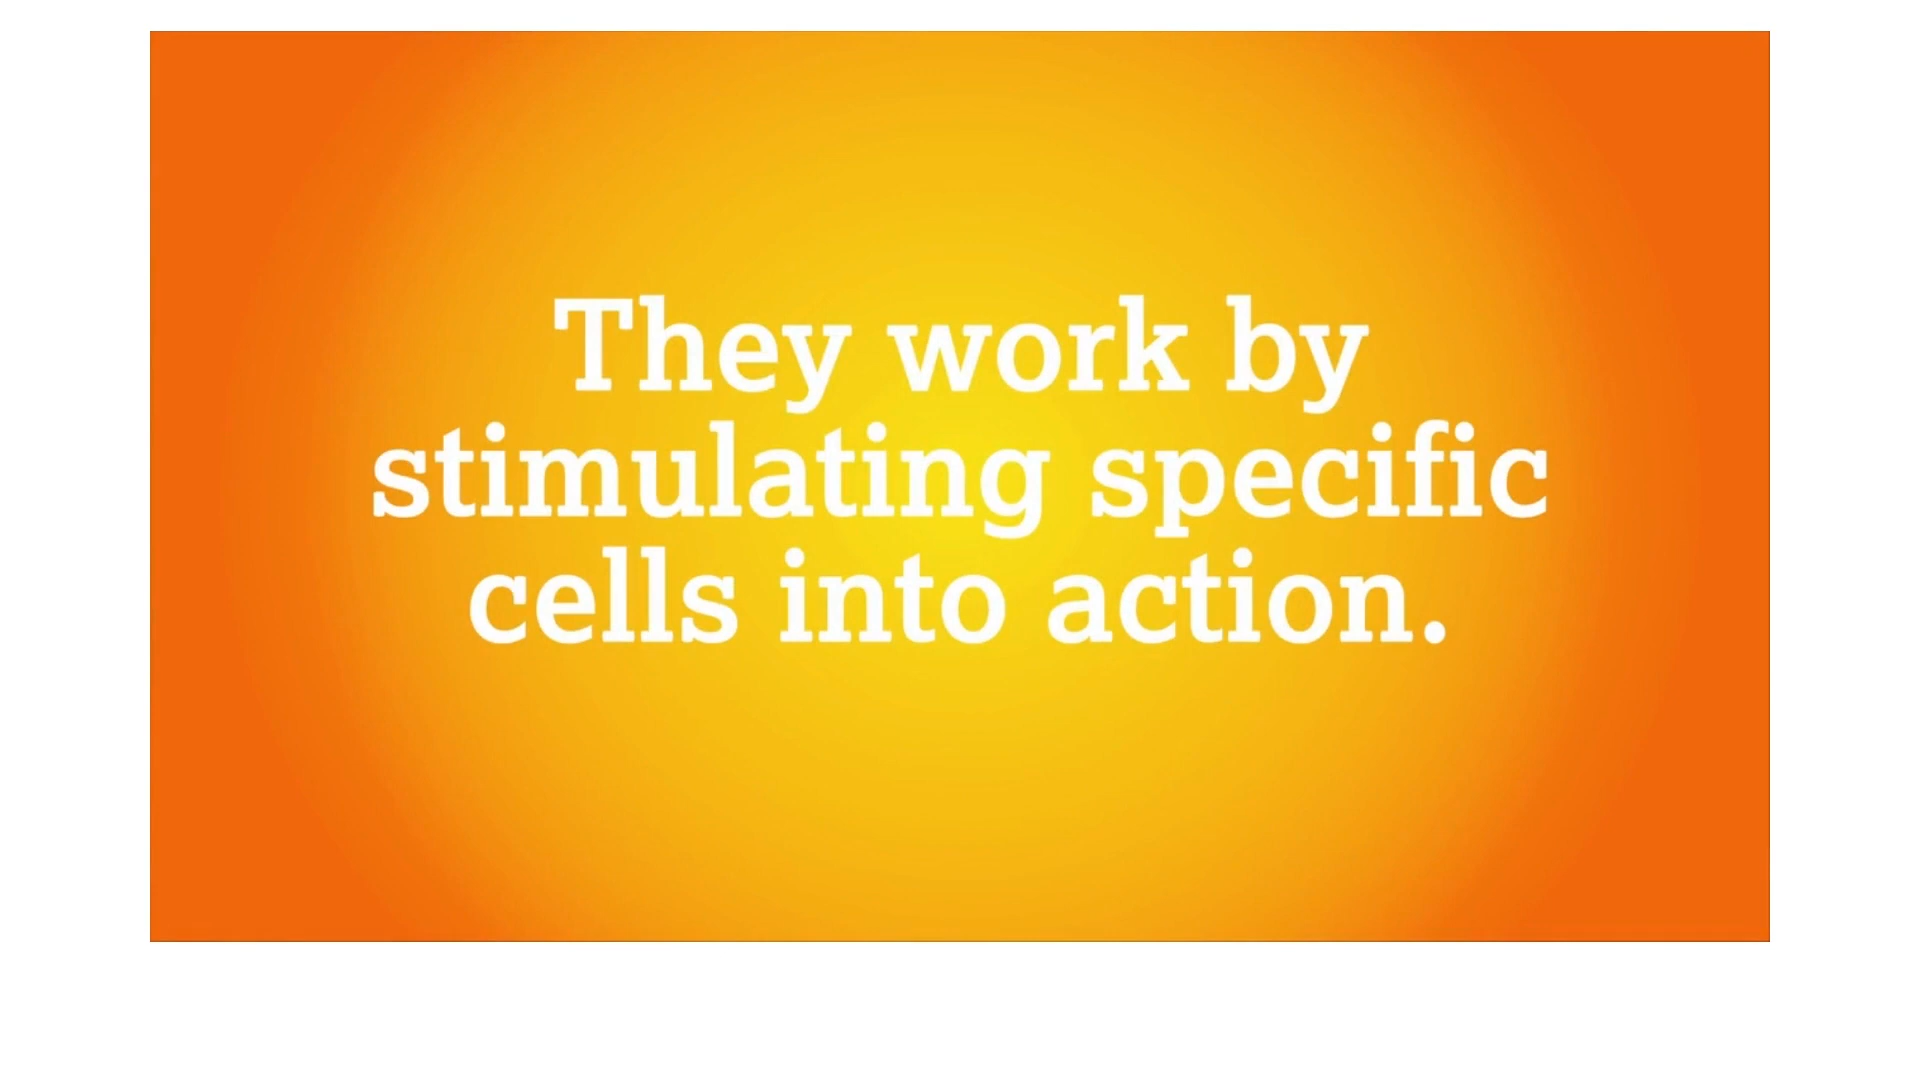 They work by
stimulating specific
cells into action.